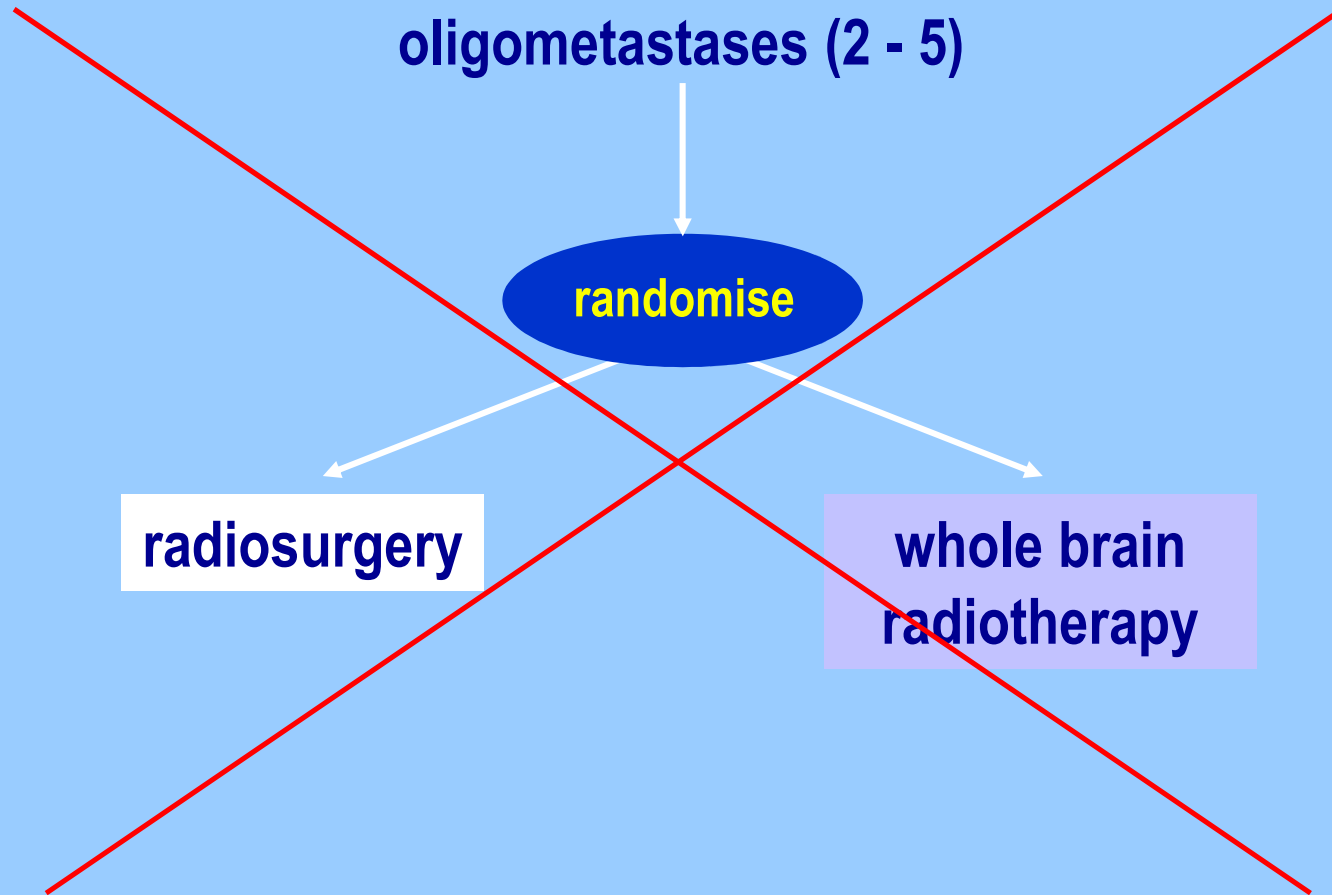 oligometastases (2 - 5)
randomise
radiosurgery
whole brain
radiotherapy